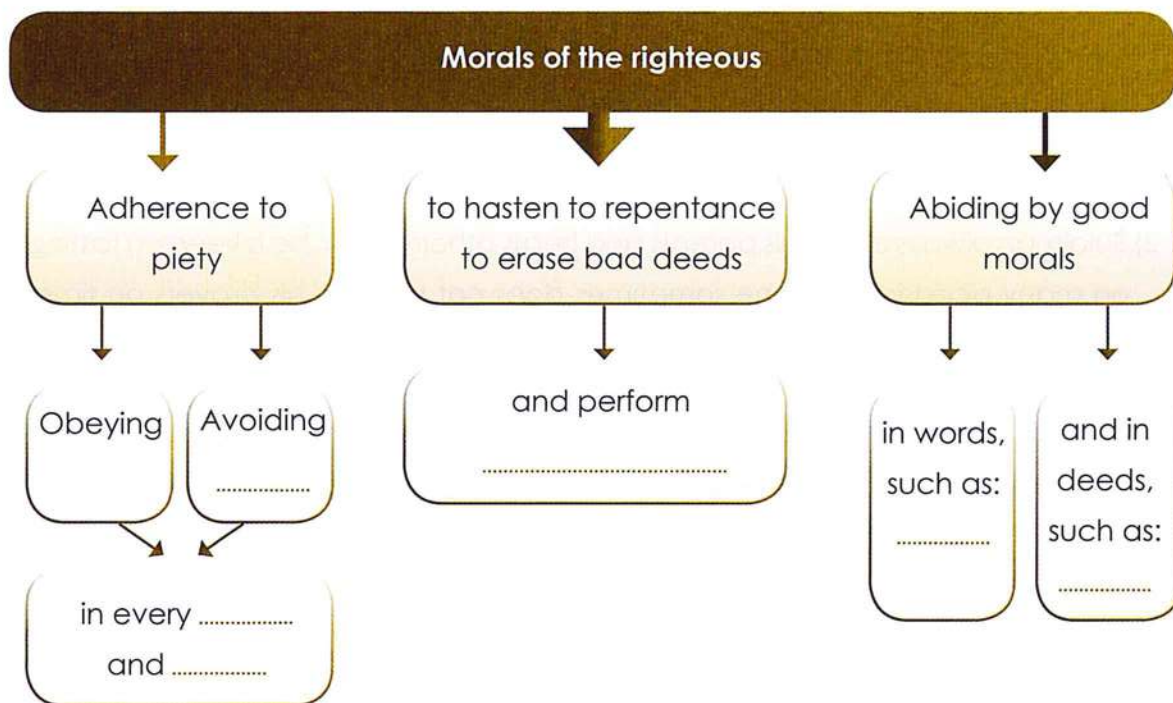 Morals of the righteous
Adherence to
piety
to hasten to repentance
to erase bad deeds
Abiding by good
morals
Obeying
Avoiding
....................
in every ....................
and ....................
and perform
....................................................
in words,
such as:
....................
and in
deeds,
such as:
....................